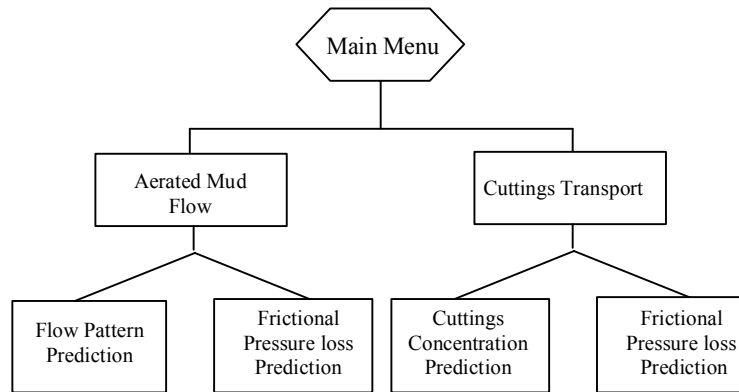 Main Menu
Aerated Mud
Flow
Cuttings Transport
Flow Pattern
Prediction
Frictional
Pressure loss
Prediction
Cuttings
Concentration
Prediction
Frictional
Pressure loss
Prediction